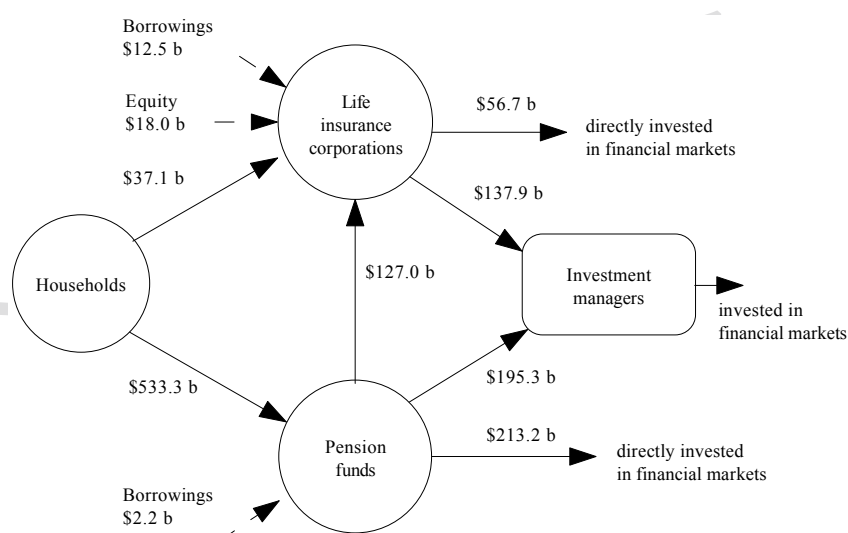 Borrowings
$12.5 b
Equity
$18.0 b
$37.1 b
Life
insurance
corporations
$56.7 b
directly invested
in financial markets
$137.9 b
Households
$127.0 b
Investment
managers
invested in
financial markets
$533.3 b
$195.3 b
Pension
funds
$213.2 b
directly invested
in financial markets
Borrowings
$2.2 b